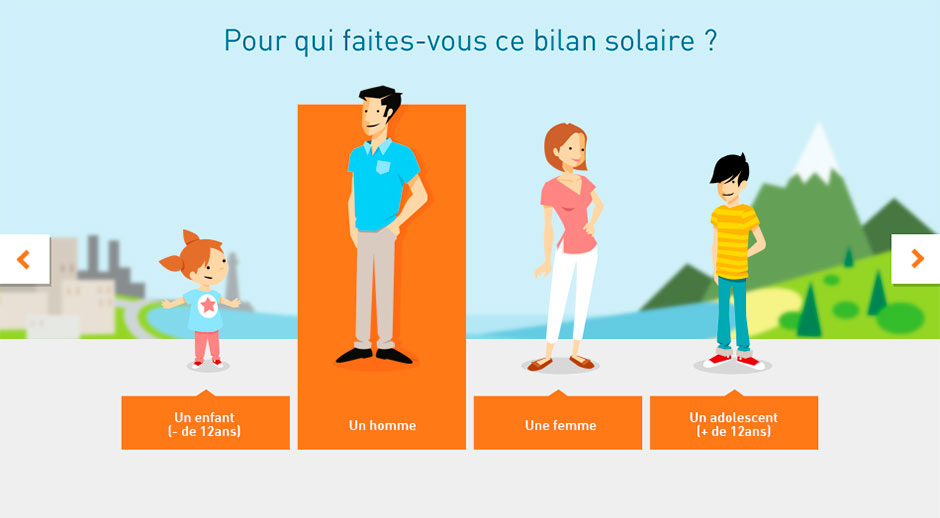 Pour qui faites-vous ce bilan solaire ?
Un enfant
(- de 12ans)
Un homme
Une femme
Un adolescent
(+ de 12ans)